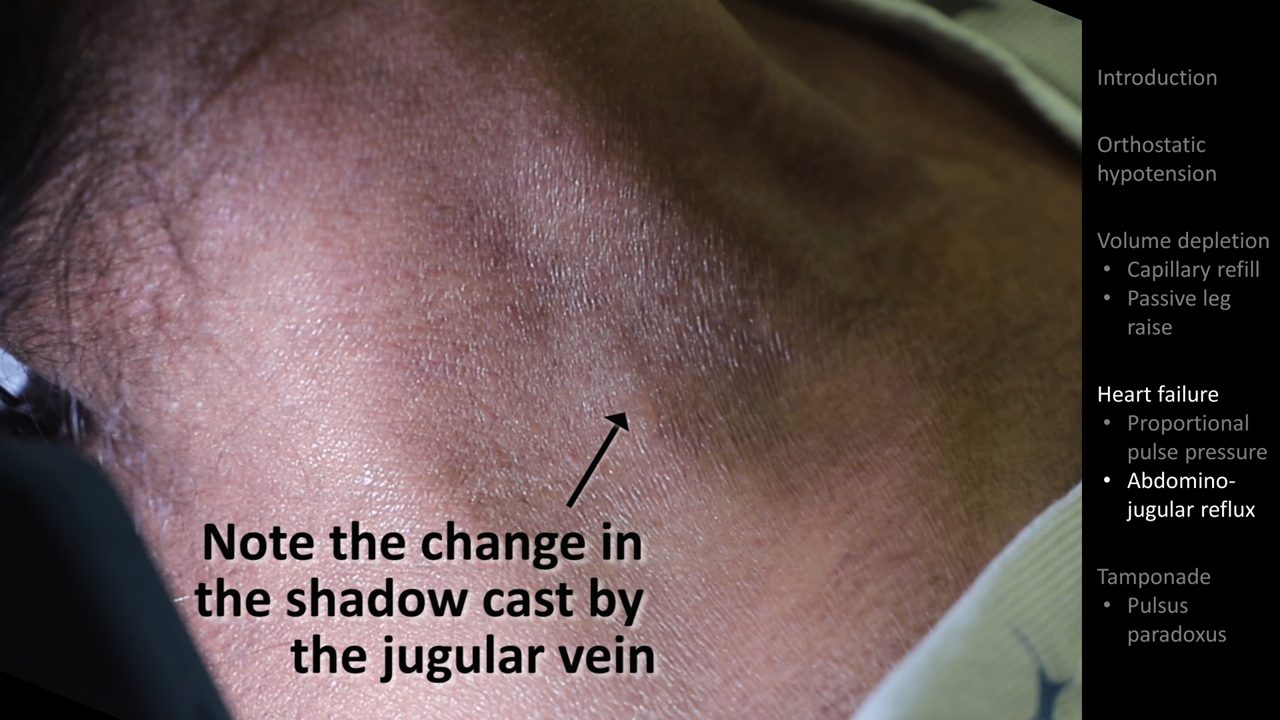 Note the change in
the shadow cast by
the jugular vein
Introduction
Orthostatic
hypotension
Volume depletion
• Capillary refill
• Passive leg
raise
Heart failure
• Proportional
pulse pressure
• Abdomino-
jugular reflux
Tamponade
• Pulsus
paradoxus